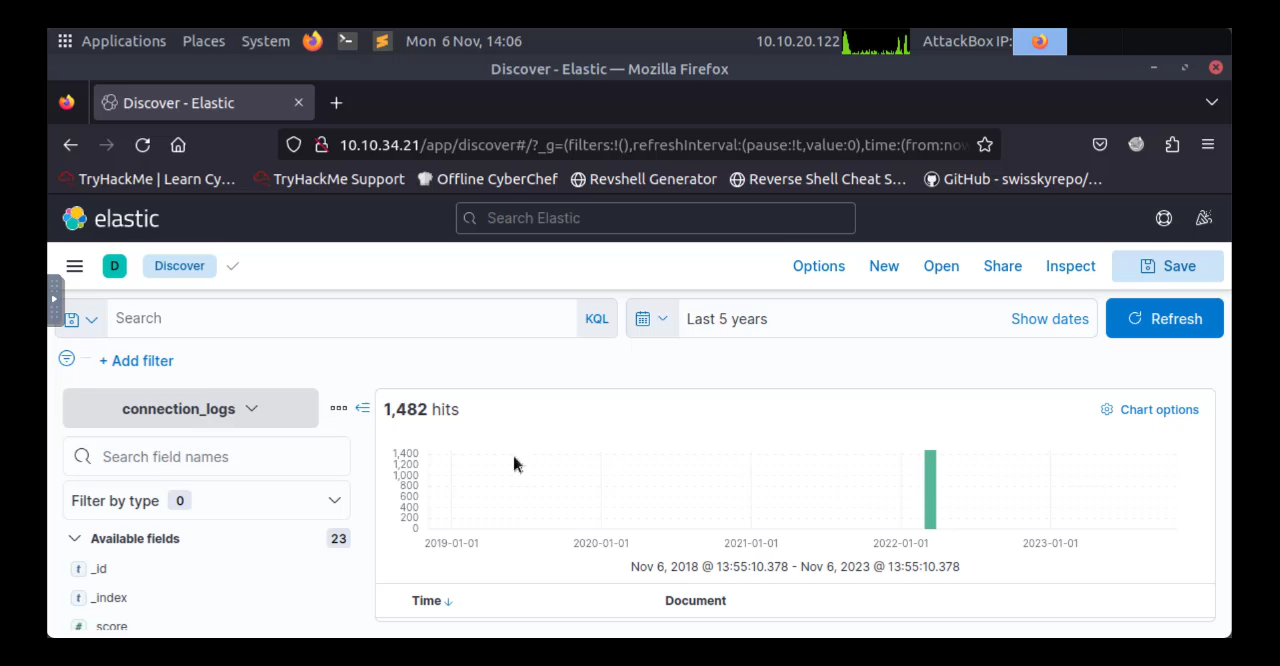 Applications Places System Mon 6 Nov, 14:06 10.10.20.122 AttackBox IP:
Discover - Elastic — Mozilla Firefox
Discover - Elastic
10.10.34.21/app/discover#/?_g=(filters:!(),refreshInterval:(pause:!t,value:0),time:(from:nov
TryHackMe | Learn Cy... TryHackMe Support Offline CyberChef Revshell Generator Reverse Shell Cheat S... GitHub - swisskyrepo/...
elastic Search Elastic
D Discover Options New Open Share Inspect Save
Search KQL Last 5 years Show dates Refresh
+ Add filter
connection_logs 1,482 hits Chart options
Search field names
Filter by type 0
Available fields 23
t _id
t _index
# score
1,400
1,200
1,000
800
600
400
200
0
2019-01-01 2020-01-01 2021-01-01 2022-01-01 2023-01-01
Nov 6, 2018 @ 13:55:10.378 - Nov 6, 2023 @ 13:55:10.378
Time Document